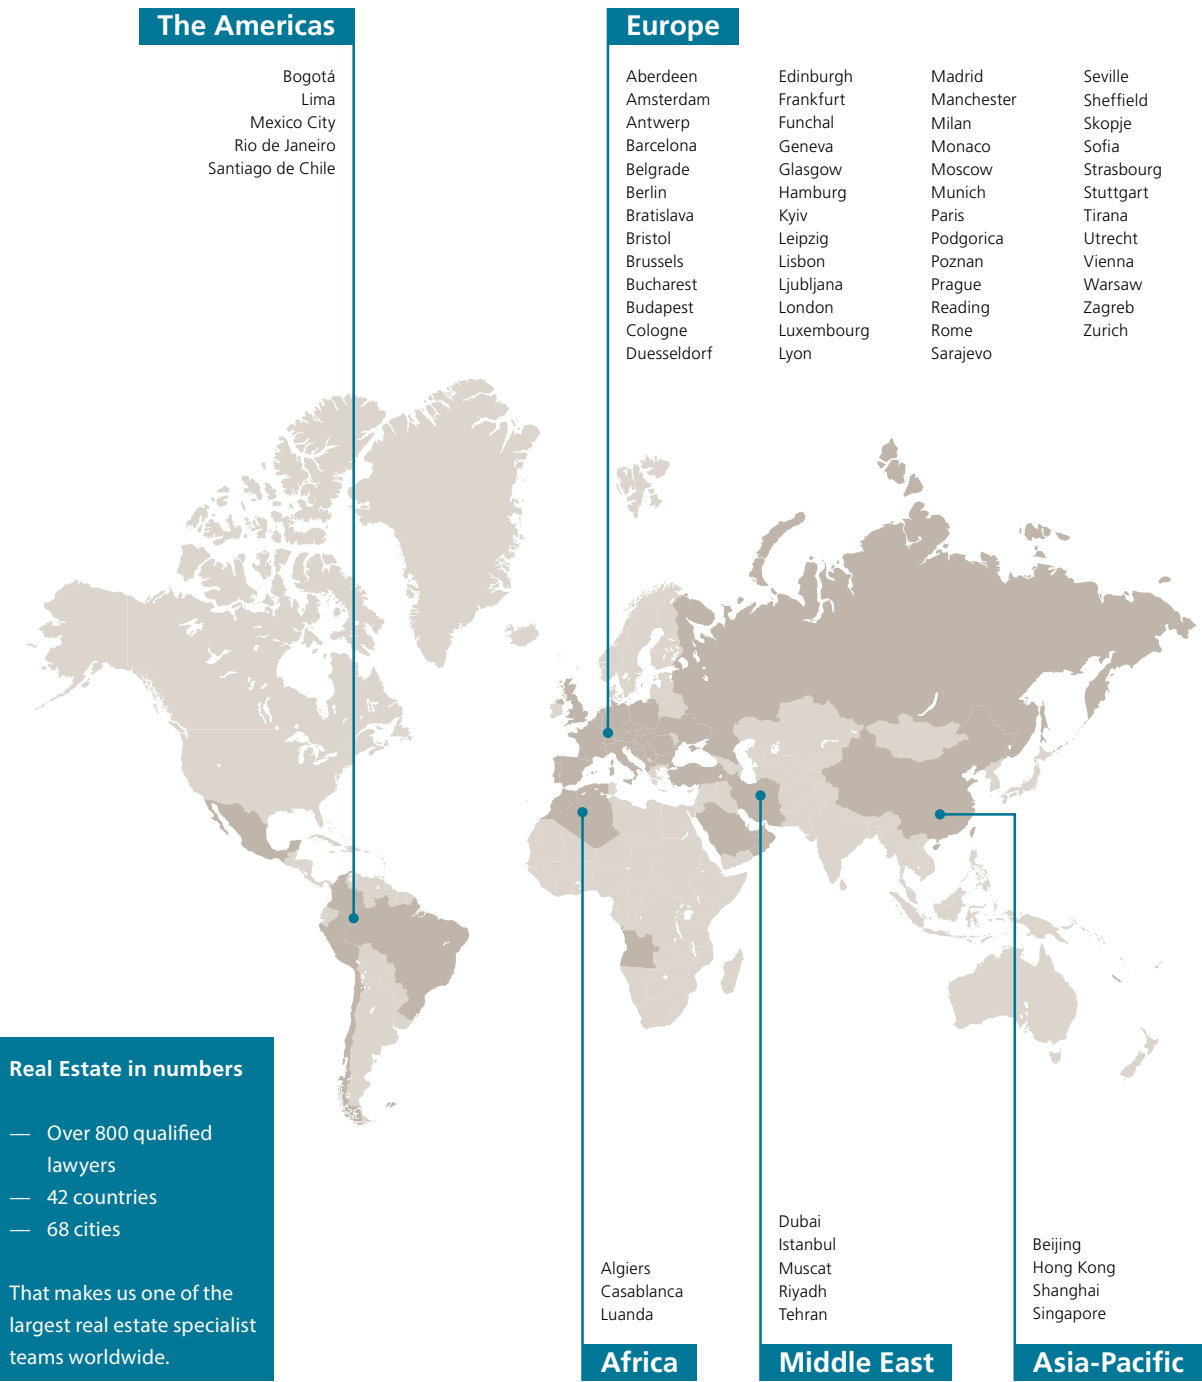 The Americas
Bogotá
Lima
Mexico City
Rio de Janeiro
Santiago de Chile
Europe
Aberdeen
Amsterdam
Antwerp
Barcelona
Belgrade
Berlin
Bratislava
Bristol
Brussels
Bucharest
Budapest
Cologne
Duesseldorf
Edinburgh
Frankfurt
Funchal
Geneva
Glasgow
Hamburg
Kyiv
Leipzig
Lisbon
Ljubljana
London
Luxembourg
Lyon
Madrid
Manchester
Milan
Monaco
Moscow
Munich
Paris
Podgorica
Poznan
Prague
Reading
Rome
Sarajevo
Seville
Sheffield
Skopje
Sofia
Strasbourg
Stuttgart
Tirana
Utrecht
Vienna
Warsaw
Zagreb
Zurich
Real Estate in numbers
— Over 800 qualified
lawyers
— 42 countries
— 68 cities
That makes us one of the
largest real estate specialist
teams worldwide.
Algiers
Casablanca
Luanda
Africa
Dubai
Istanbul
Muscat
Riyadh
Tehran
Middle East
Beijing
Hong Kong
Shanghai
Singapore
Asia-Pacific